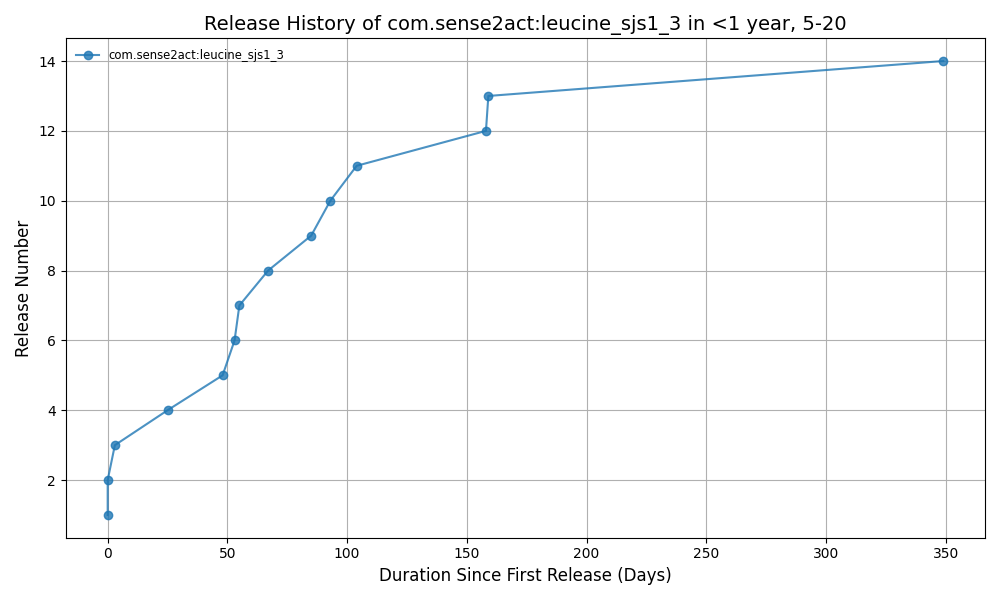 Release History of com.sense2act:leucine_sjs1_3 in <1 year, 5-20
com.sense2act:leucine_sjs1_3
Release Number
14
12
10
8
6
4
2
0 50 100 150 200 250 300 350
Duration Since First Release (Days)